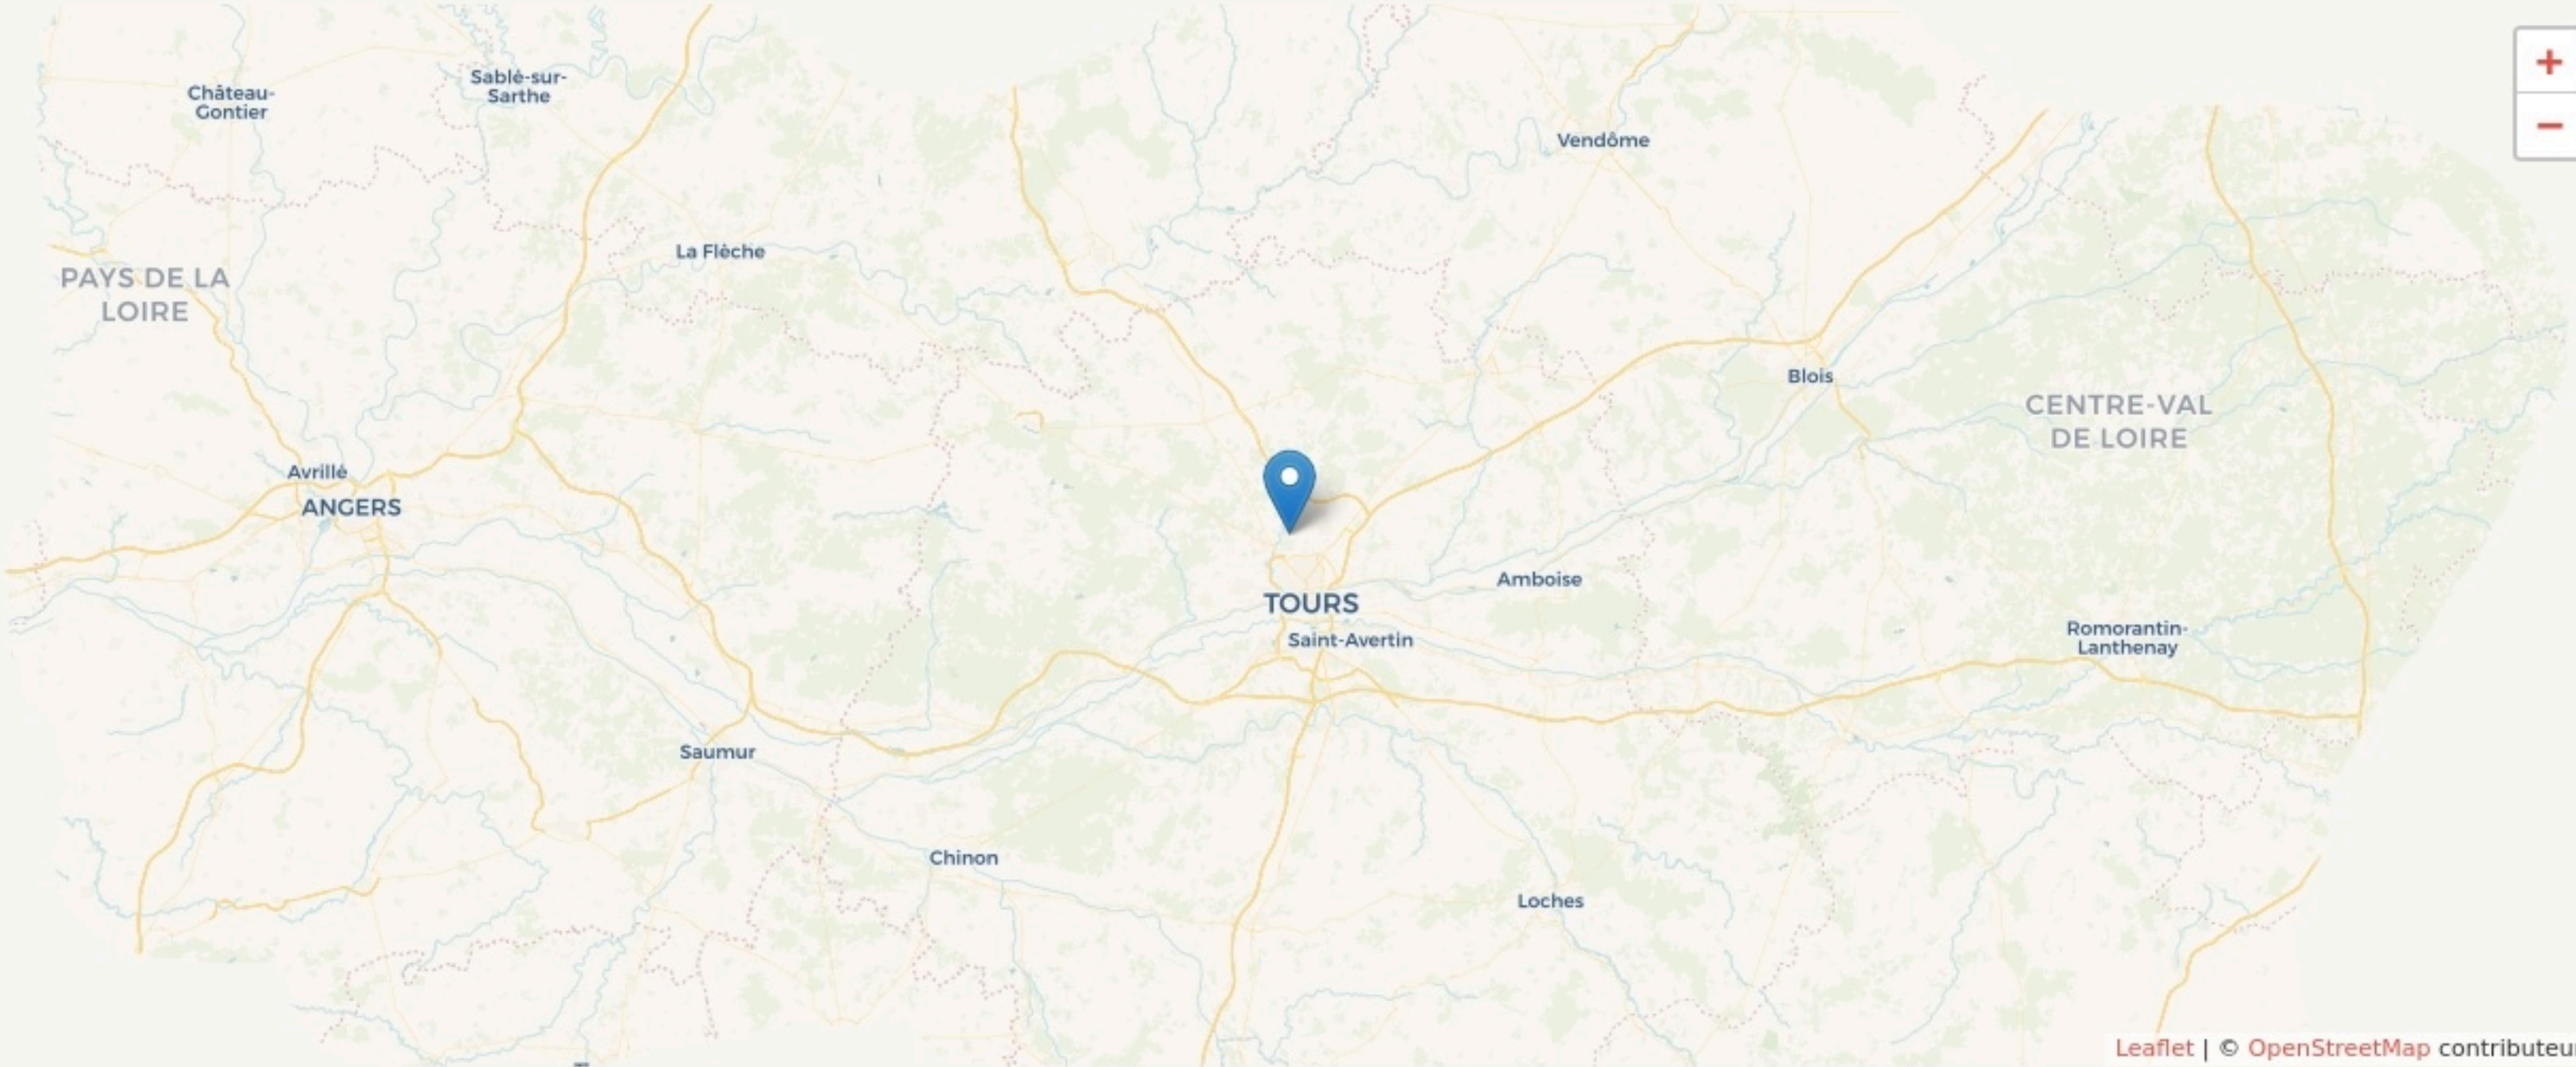 Château-
Gontier
Sablé-sur-
Sarthe
Vendôme
La Flèche
PAYS DE LA
LOIRE
Blois
CENTRE-VAL
DE LOIRE
Avrillé
ANGERS
Amboise
TOURS
Saint-Avertin
Romorantin-
Lanthenay
Saumur
Chinon
Loches
+
−
Leaflet | © OpenStreetMap contributeu